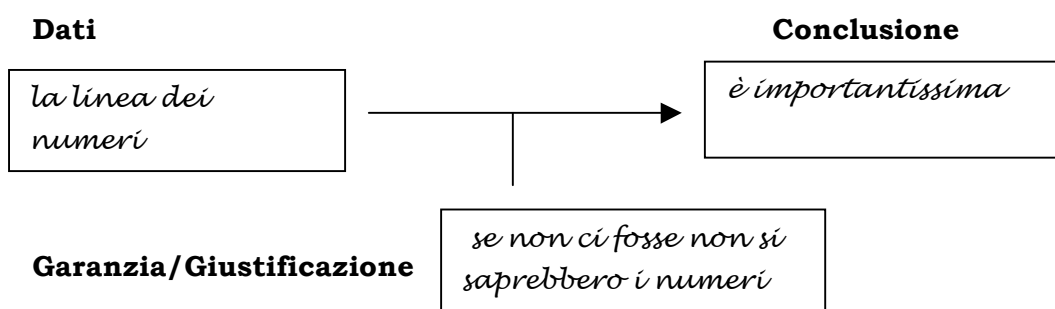 Dati
Conclusione
la linea dei
numeri
è importantissima
se non ci fosse non si
saprebbero i numeri
Garanzia/Giustificazione